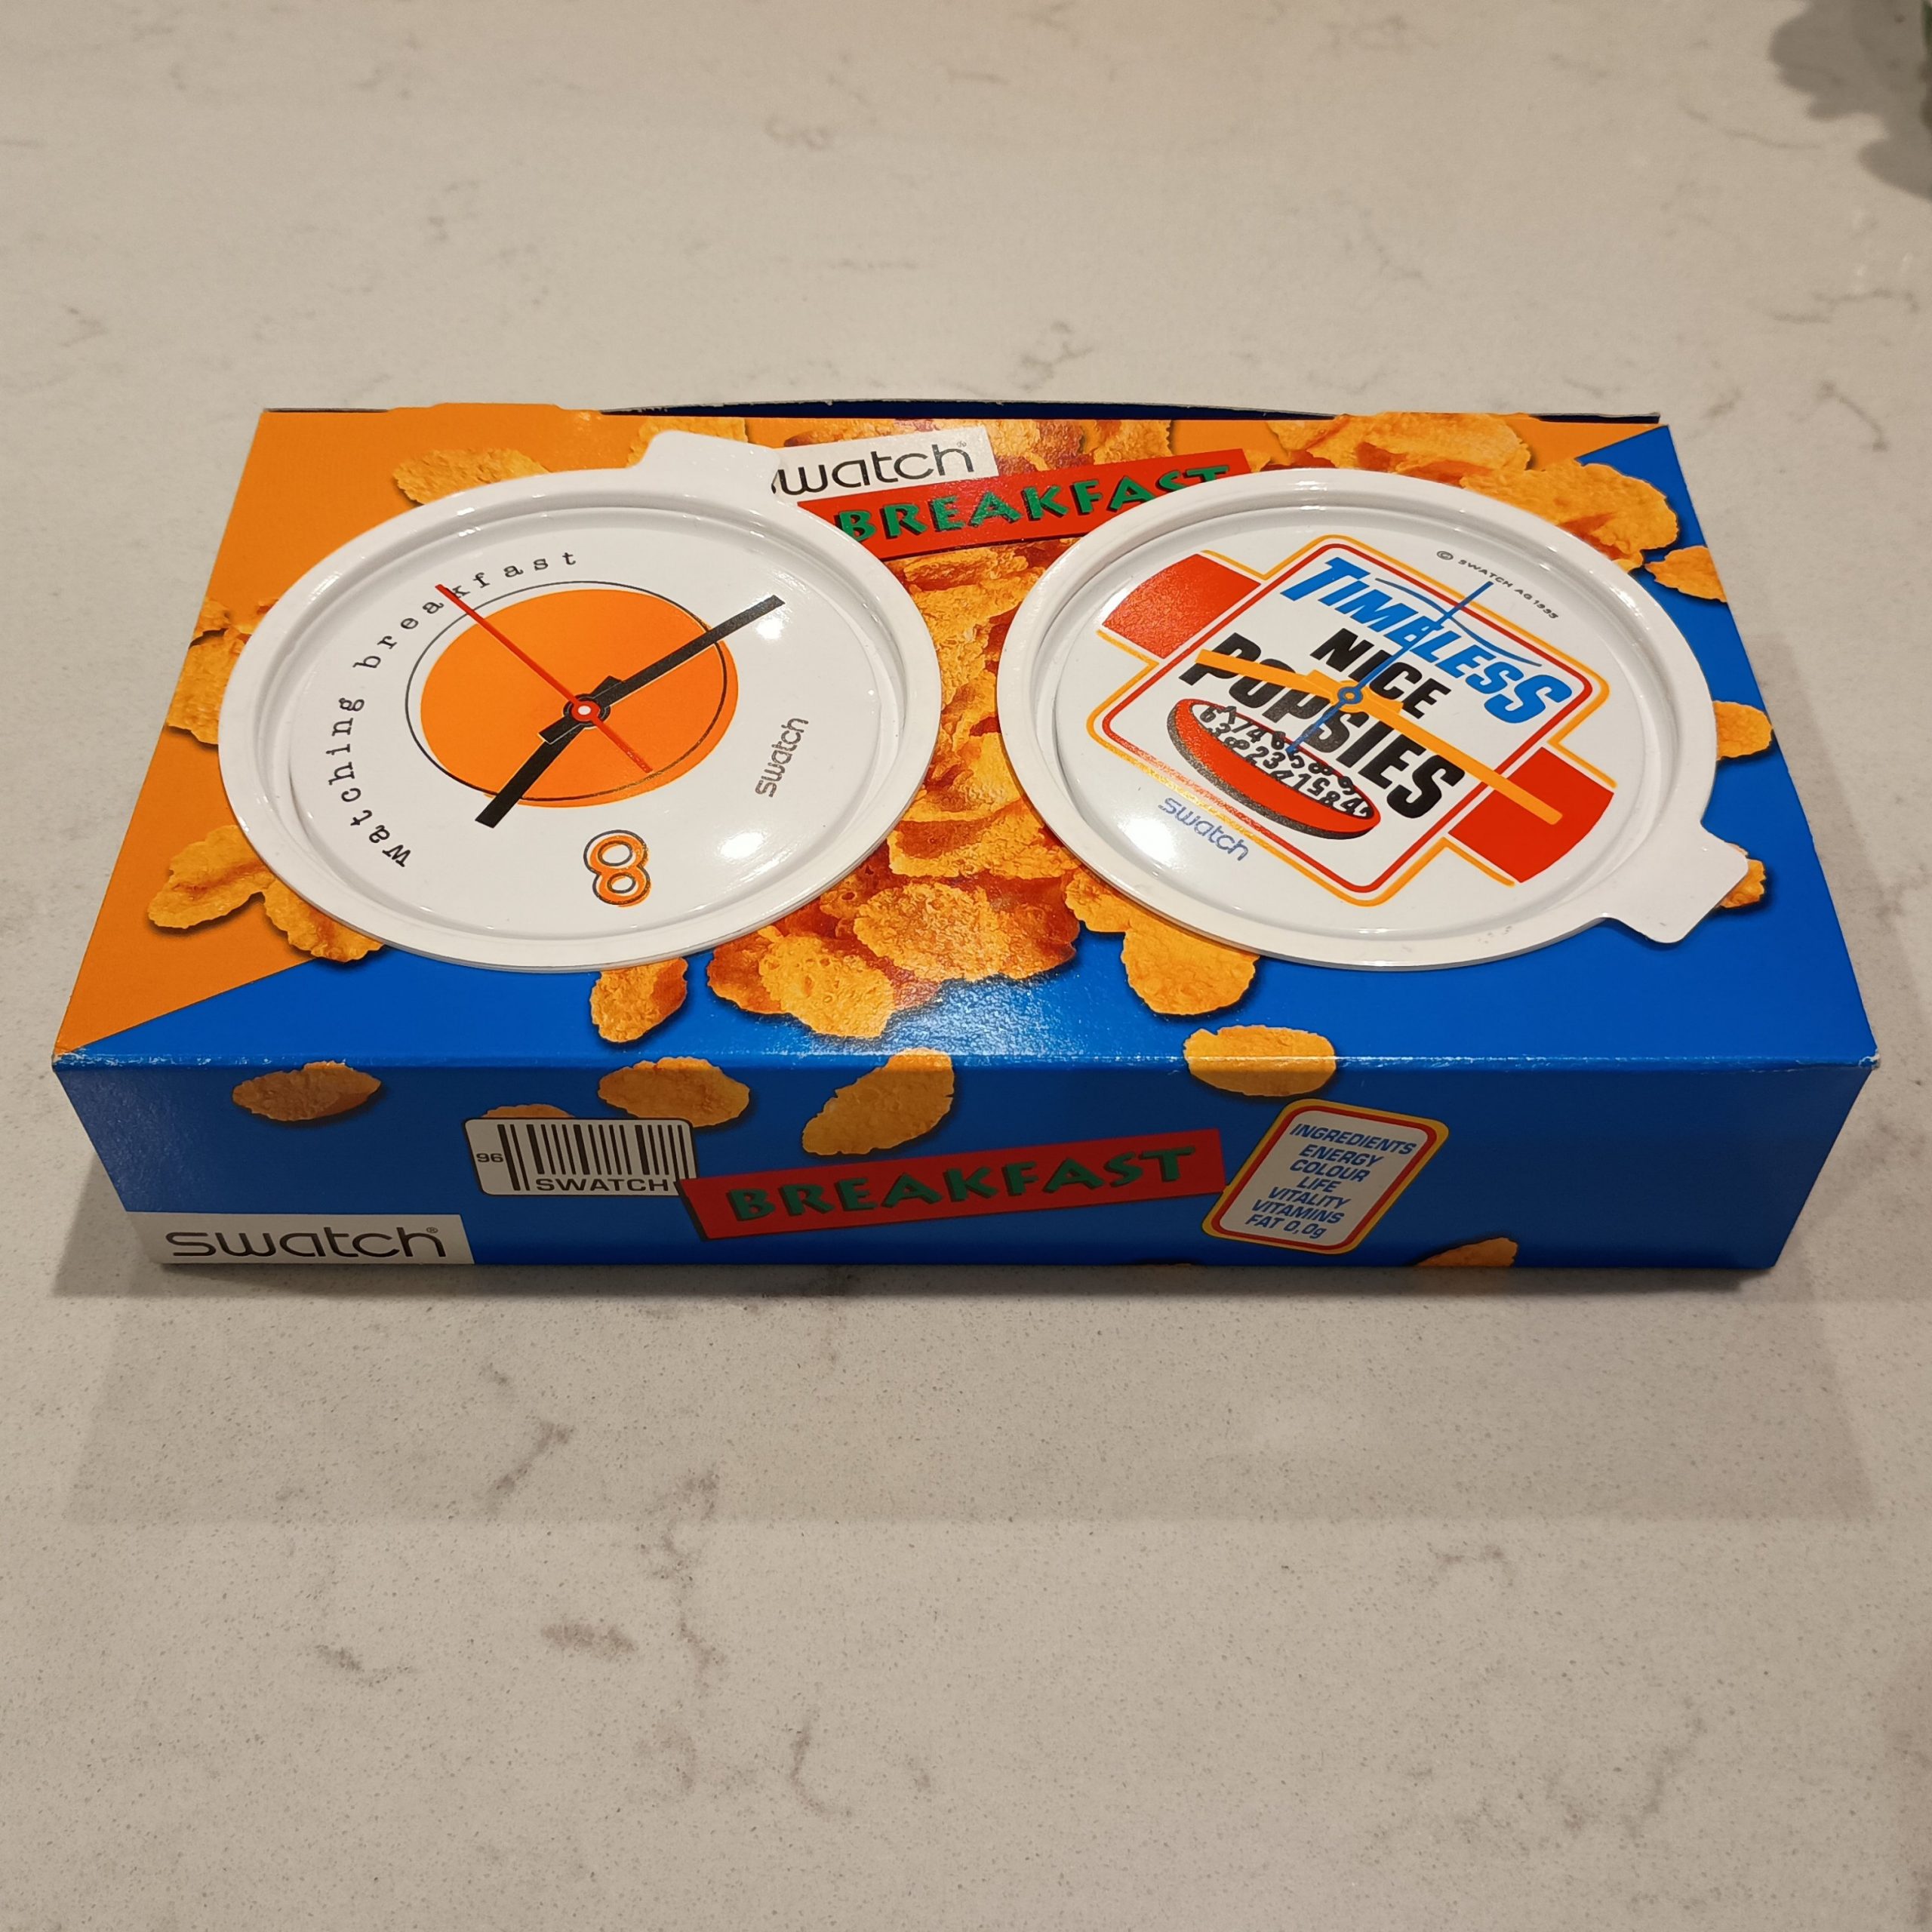 swatch
BREAKFAST
watching breakfast
swatch
8
© SWATCH AG 1995
TIMELESS
NICE
POPSIES
swatch
96
SWATCH
BREAKFAST
INGREDIENTS
ENERGY
COLOUR
LIFE
VITALITY
VITAMINS
FAT 0,0g
swatch®